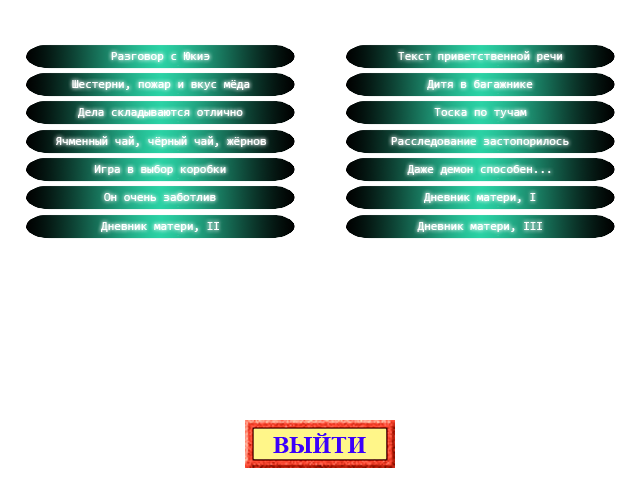 Разговор с Юкиэ
Текст приветственной речи
Шестерни, пожар и вкус мёда
Дитя в багажнике
Дела складываются отлично
Тоска по тучам
Ячменный чай, чёрный чай, жёрнов
Расследование застопорилось
Игра в выбор коробки
Даже демон способен...
Он очень заботлив
Дневник матери, I
Дневник матери, II
Дневник матери, III
ВЫЙТИ